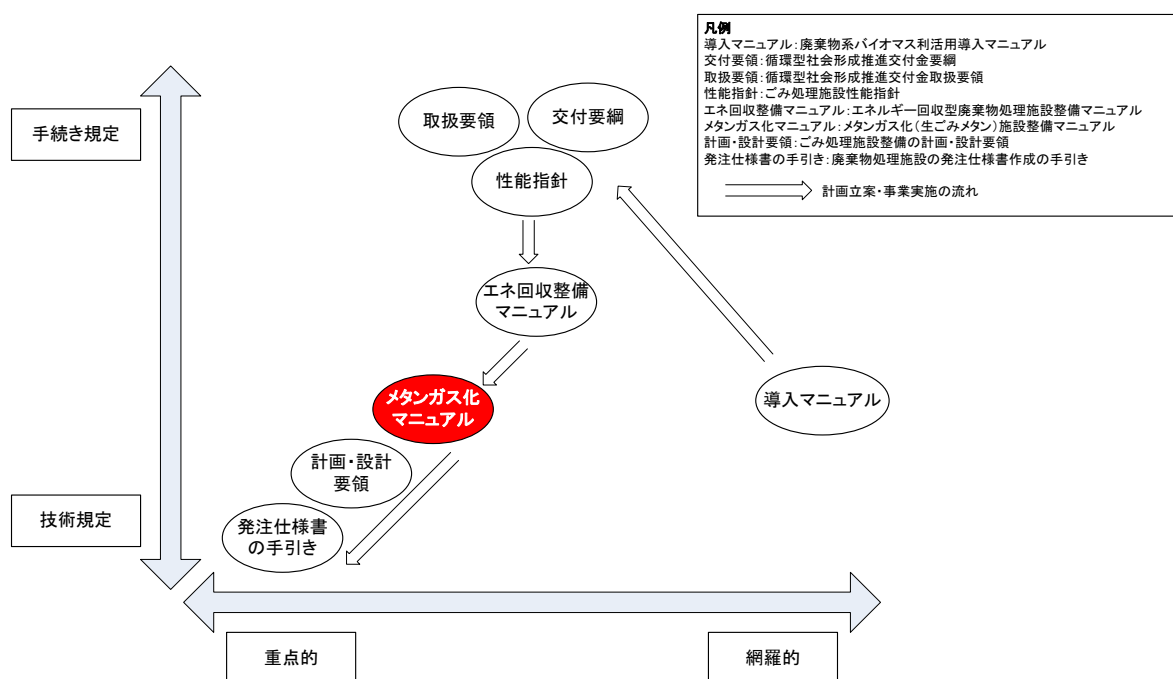 凡例
導入マニュアル：廃棄物系バイオマス利活用導入マニュアル
交付要領：循環型社会形成推進交付金要綱
取扱要領：循環型社会形成推進交付金取扱要領
性能指針：ごみ処理施設性能指針
エネ回収整備マニュアル：エネルギー回収型廃棄物処理施設整備マニュアル
メタンガス化マニュアル：メタンガス化（生ごみメタン）施設整備マニュアル
計画・設計要領：ごみ処理施設整備の計画・設計要領
発注仕様書の手引き：廃棄物処理施設の発注仕様書作成の手引き
計画立案・事業実施の流れ
手続き規定
取扱要領
交付要綱
性能指針
エネ回収整備
マニュアル
メタンガス化
マニュアル
導入マニュアル
計画・設計
要領
技術規定
発注仕様書
の手引き
重点的
網羅的